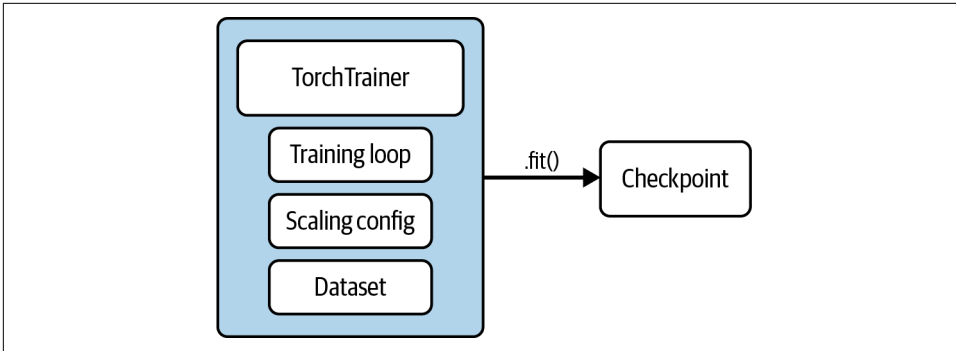 TorchTrainer
Training loop
Scaling config
Dataset
.fit()
Checkpoint